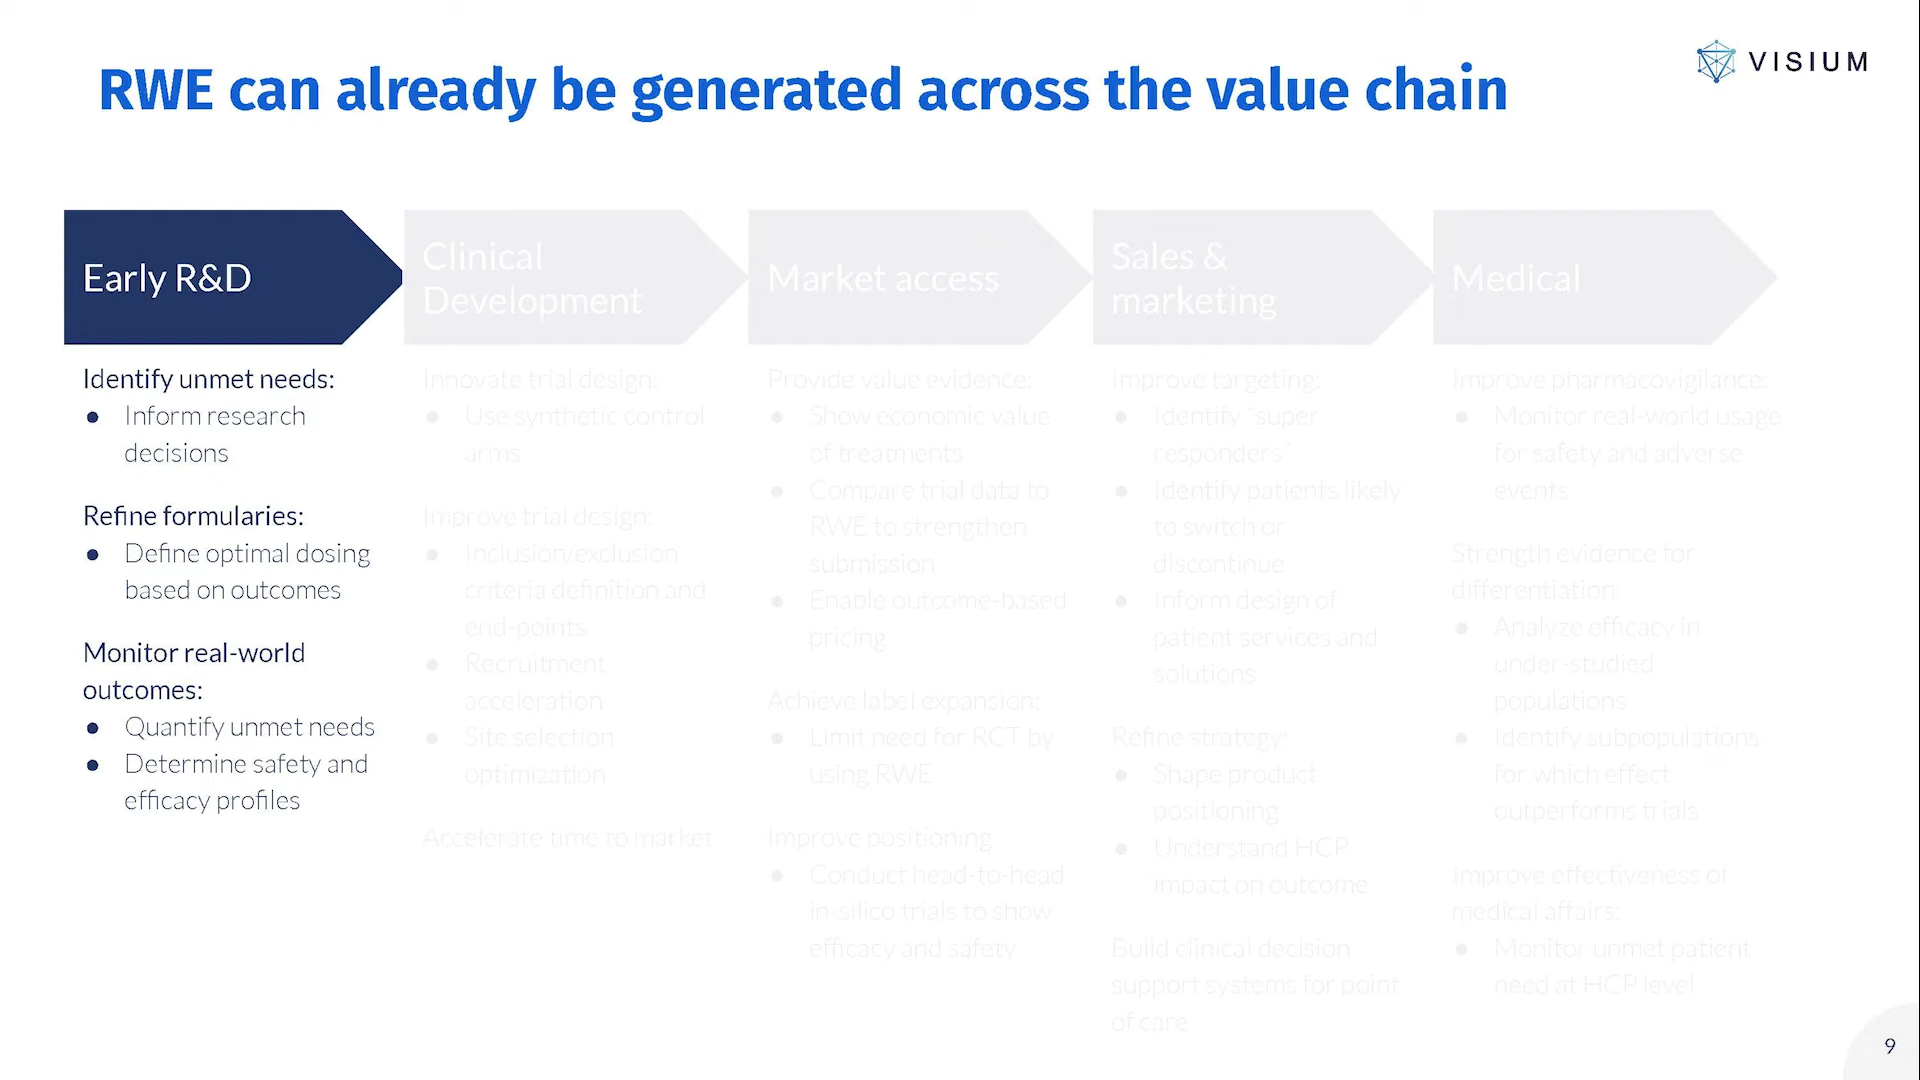 RWE can already be generated across the value chain
VISIUM
Early R&D
Identify unmet needs:
● Inform research
decisions
Refine formularies:
● Define optimal dosing
based on outcomes
Monitor real-world
outcomes:
● Quantify unmet needs
● Determine safety and
efficacy profiles
Clinical
Development
Innovate trial design:
● Use synthetic control
arms
Improve trial design:
● Inclusion/exclusion
criteria definition and
end-points
● Recruitment
acceleration
● Site selection
optimization
Accelerate time to market
Market access
Provide value evidence:
● Show economic value
of treatments
● Compare trial data to
RWE to strengthen
submission
● Enable outcome-based
pricing
Achieve label expansion:
● Limit need for RCT by
using RWE
Improve positioning
● Conduct head-to-head
in-silico trials to show
efficacy and safety
Sales &
marketing
Improve targeting:
● Identify "super
responders"
● Identify patients likely
to switch or
discontinue
● Inform design of
patient services and
solutions
Refine strategy:
● Shape product
positioning
● Understand HCP
impact on outcome
Build clinical decision
support systems for point
of care
Medical
Improve pharmacovigilance:
● Monitor real-world usage
for safety and adverse
events
Strength evidence for
differentiation:
● Analyze efficacy in
under-studied
populations
● Identify subpopulations
for which effect
outperforms trials
Improve effectiveness of
medical affairs:
● Monitor unmet patient
need at HCP level
9